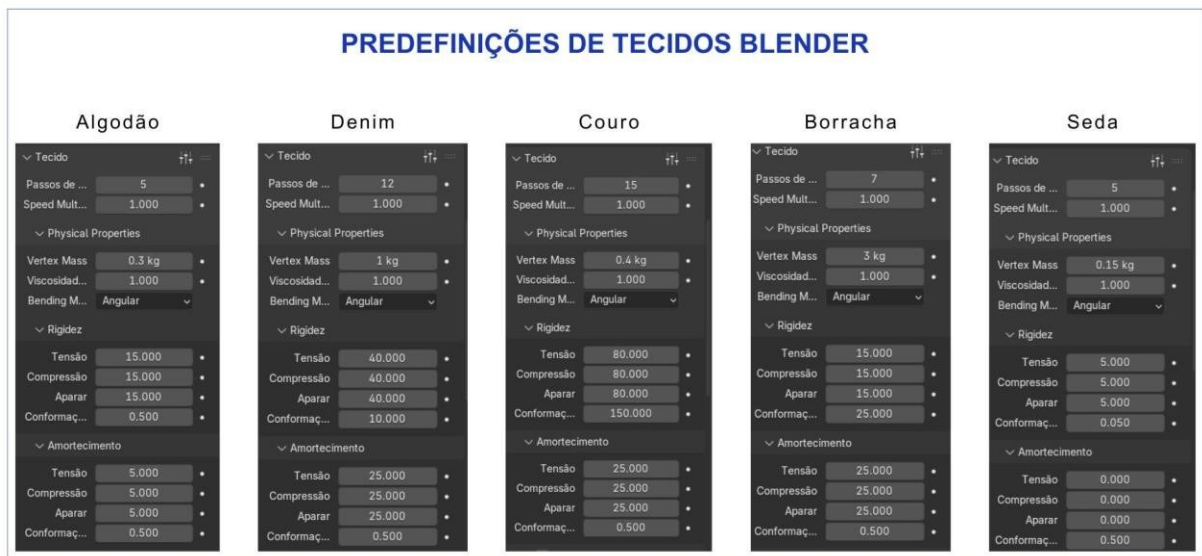 PREDEFINIÇÕES DE TECIDOS BLENDER
Algodão
Tecido
Passos de ... 5
Speed Mult... 1.000
Physical Properties
Vertex Mass 0.3 kg
Viscosidad... 1.000
Bending M... Angular
Rigidez
Tensão 15.000
Compressão 15.000
Aparar 15.000
Conformaç... 0.500
Amortecimento
Tensão 5.000
Compressão 5.000
Aparar 5.000
Conformaç... 0.500
Denim
Tecido
Passos de ... 12
Speed Mult... 1.000
Physical Properties
Vertex Mass 1 kg
Viscosidad... 1.000
Bending M... Angular
Rigidez
Tensão 40.000
Compressão 40.000
Aparar 40.000
Conformaç... 10.000
Amortecimento
Tensão 25.000
Compressão 25.000
Aparar 25.000
Conformaç... 0.500
Couro
Tecido
Passos de ... 15
Speed Mult... 1.000
Physical Properties
Vertex Mass 0.4 kg
Viscosidad... 1.000
Bending M... Angular
Rigidez
Tensão 80.000
Compressão 80.000
Aparar 80.000
Conformaç... 150.000
Amortecimento
Tensão 25.000
Compressão 25.000
Aparar 25.000
Conformaç... 0.500
Borracha
Tecido
Passos de ... 7
Speed Mult... 1.000
Physical Properties
Vertex Mass 3 kg
Viscosidad... 1.000
Bending M... Angular
Rigidez
Tensão 15.000
Compressão 15.000
Aparar 15.000
Conformaç... 25.000
Amortecimento
Tensão 25.000
Compressão 25.000
Aparar 25.000
Conformaç... 0.500
Seda
Tecido
Passos de ... 5
Speed Mult... 1.000
Physical Properties
Vertex Mass 0.15 kg
Viscosidad... 1.000
Bending M... Angular
Rigidez
Tensão 5.000
Compressão 5.000
Aparar 5.000
Conformaç... 0.050
Amortecimento
Tensão 0.000
Compressão 0.000
Aparar 0.000
Conformaç... 0.500